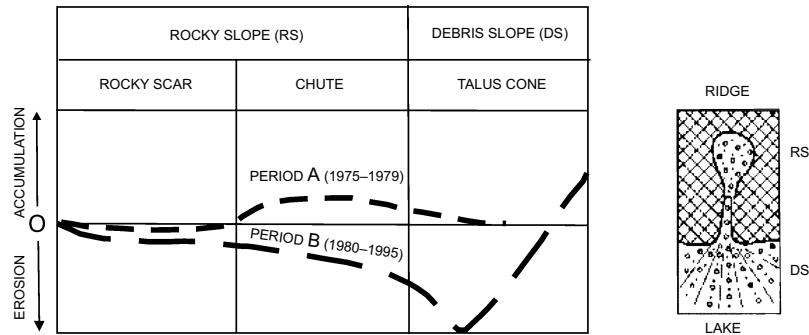 ROCKY SLOPE (RS)
DEBRIS SLOPE (DS)
ROCKY SCAR
CHUTE
TALUS CONE
ACCUMULATION
O
EROSION
PERIOD A (1975–1979)
PERIOD B (1980–1995)
RIDGE
RS
DS
LAKE